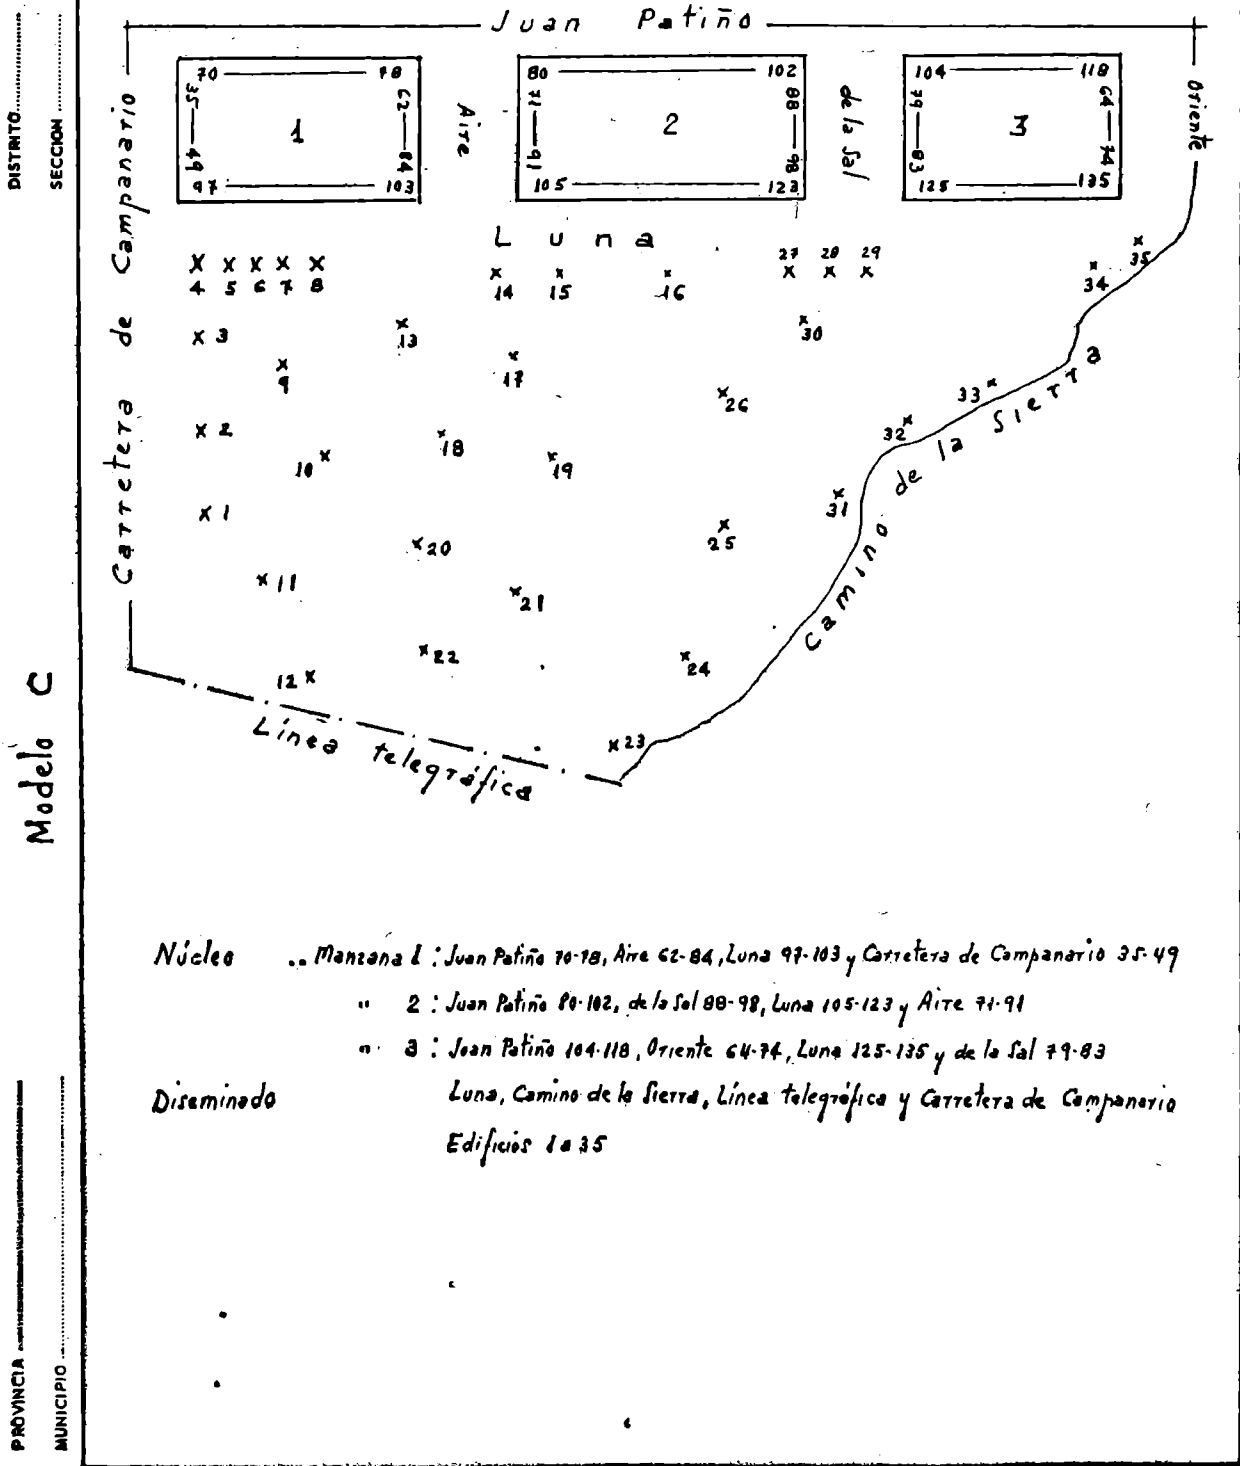 DISTRITO
SECCION
Modelo C
PROVINCIA
MUNICIPIO
Juan Patiño
Carretera de Campanario
Aire
de la Sal
Oriente
70 78
35 49
62 84
1
97 103
80 102
71 91
88 98
2
105 123
104 118
79 83
64 74
3
125 135
Luna
27 28 29
4 5 6 7 8
14 15 16
34 35
3
13
30
9
17
26
33
2
18
32
10
19
1
31
20
25
11
21
22
24
12
23
Línea telegráfica
Camino de la Sierra
Núcleo .. Manzana 1 : Juan Patiño 70-78, Aire 62-84, Luna 97-103 y Carretera de Campanario 35-49
" 2 : Juan Patiño 80-102, de la Sal 88-98, Luna 105-123 y Aire 71-91
" 3 : Juan Patiño 104-118, Oriente 64-74, Luna 125-135 y de la Sal 79-83
Diseminado Luna, Camino de la Sierra, Línea telegráfica y Carretera de Campanario
Edificios 1 a 35